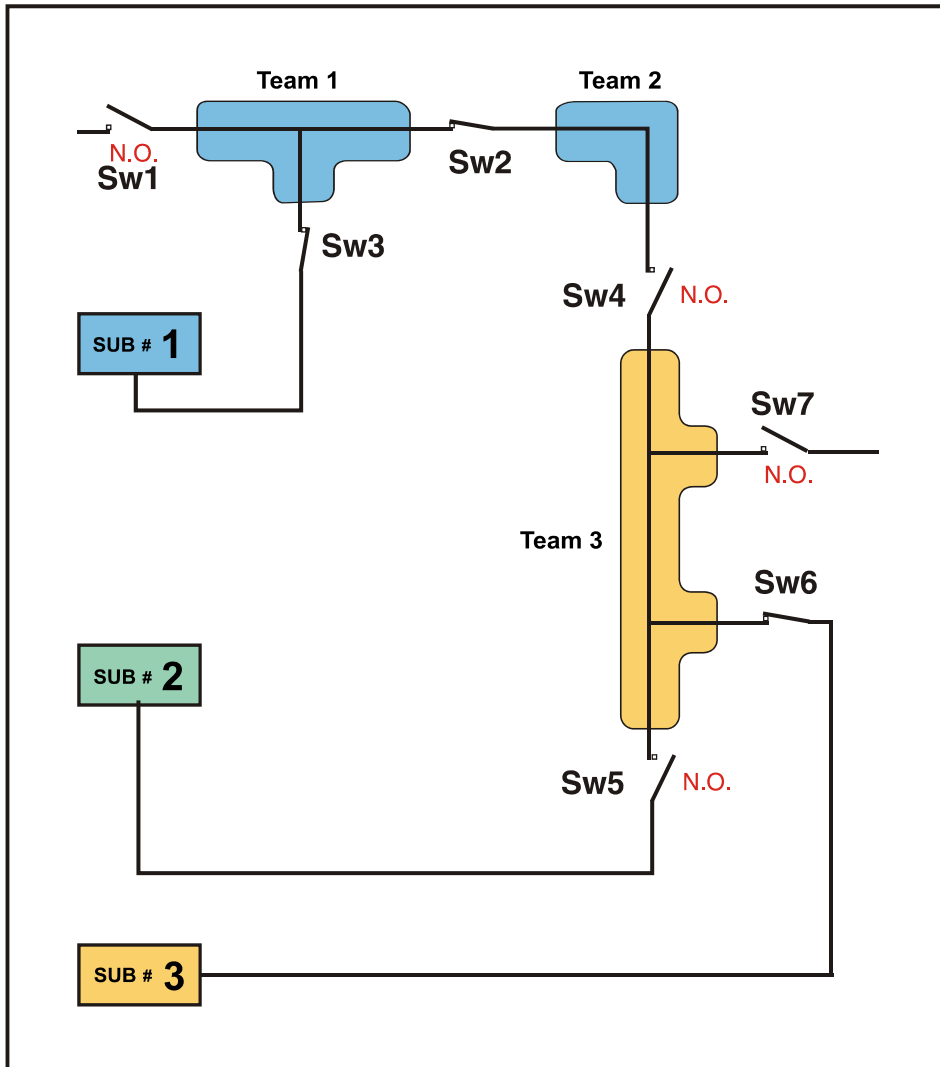 Team 1
Team 2
N.O.
Sw1
Sw2
Sw3
Sw4
N.O.
SUB # 1
Sw7
N.O.
Team 3
Sw6
SUB # 2
Sw5
N.O.
SUB # 3